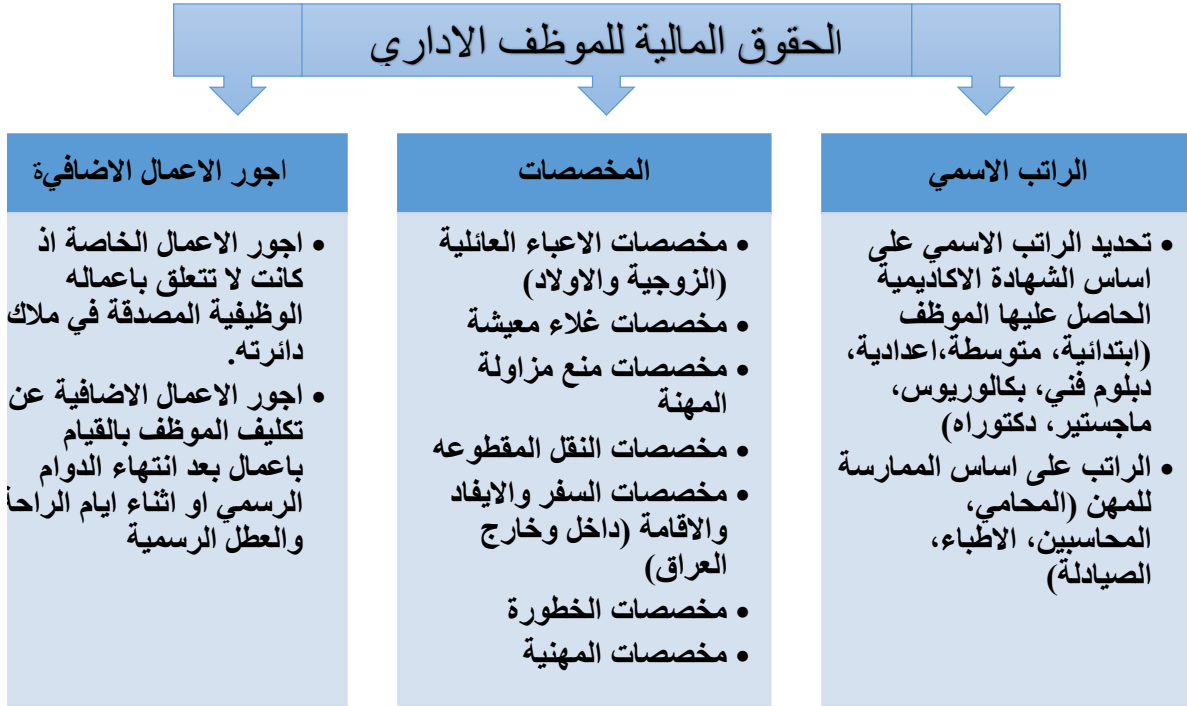 الحقوق المالية للموظف الاداري
الراتب الاسمي
• تحديد الراتب الاسمي على
اساس الشهادة الاكاديمية
الحاصل عليها الموظف
(ابتدائية، متوسطة،اعدادية،
دبلوم فني، بكالوريوس،
ماجستير، دكتوراه)
• الراتب على اساس الممارسة
للمهن (المحامي،
المحاسبين، الاطباء،
الصيادلة)
المخصصات
• مخصصات الاعباء العائلية
(الزوجية والاولاد)
• مخصصات غلاء معيشة
• مخصصات منع مزاولة
المهنة
• مخصصات النقل المقطوعه
• مخصصات السفر والايفاد
والاقامة (داخل وخارج
العراق)
• مخصصات الخطورة
• مخصصات المهنية
اجور الاعمال الاضافية
• اجور الاعمال الخاصة اذ
كانت لا تتعلق باعماله
الوظيفية المصدقة في ملاك
دائرته.
• اجور الاعمال الاضافية عن
تكليف الموظف بالقيام
باعمال بعد انتهاء الدوام
الرسمي او اثناء ايام الراحة
والعطل الرسمية